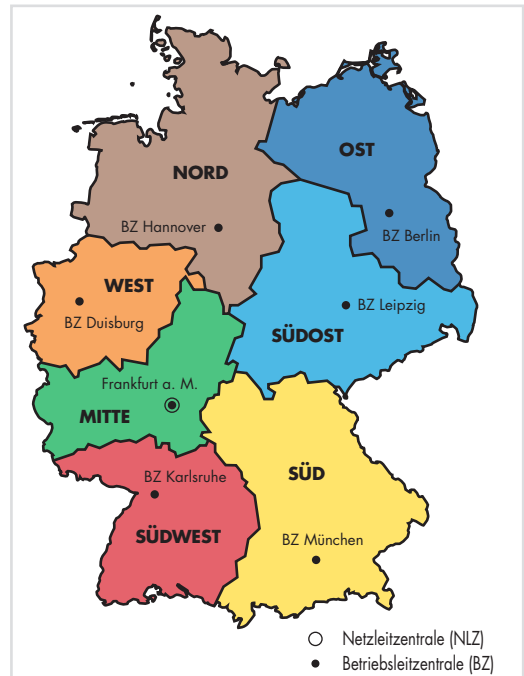 OST
NORD
BZ Hannover
BZ Berlin
WEST
BZ Duisburg
BZ Leipzig
SÜDOST
Frankfurt a. M.
MITTE
BZ Karlsruhe
SÜD
SÜDWEST
BZ München
Netzleitzentrale (NLZ)
Betriebsleitzentrale (BZ)